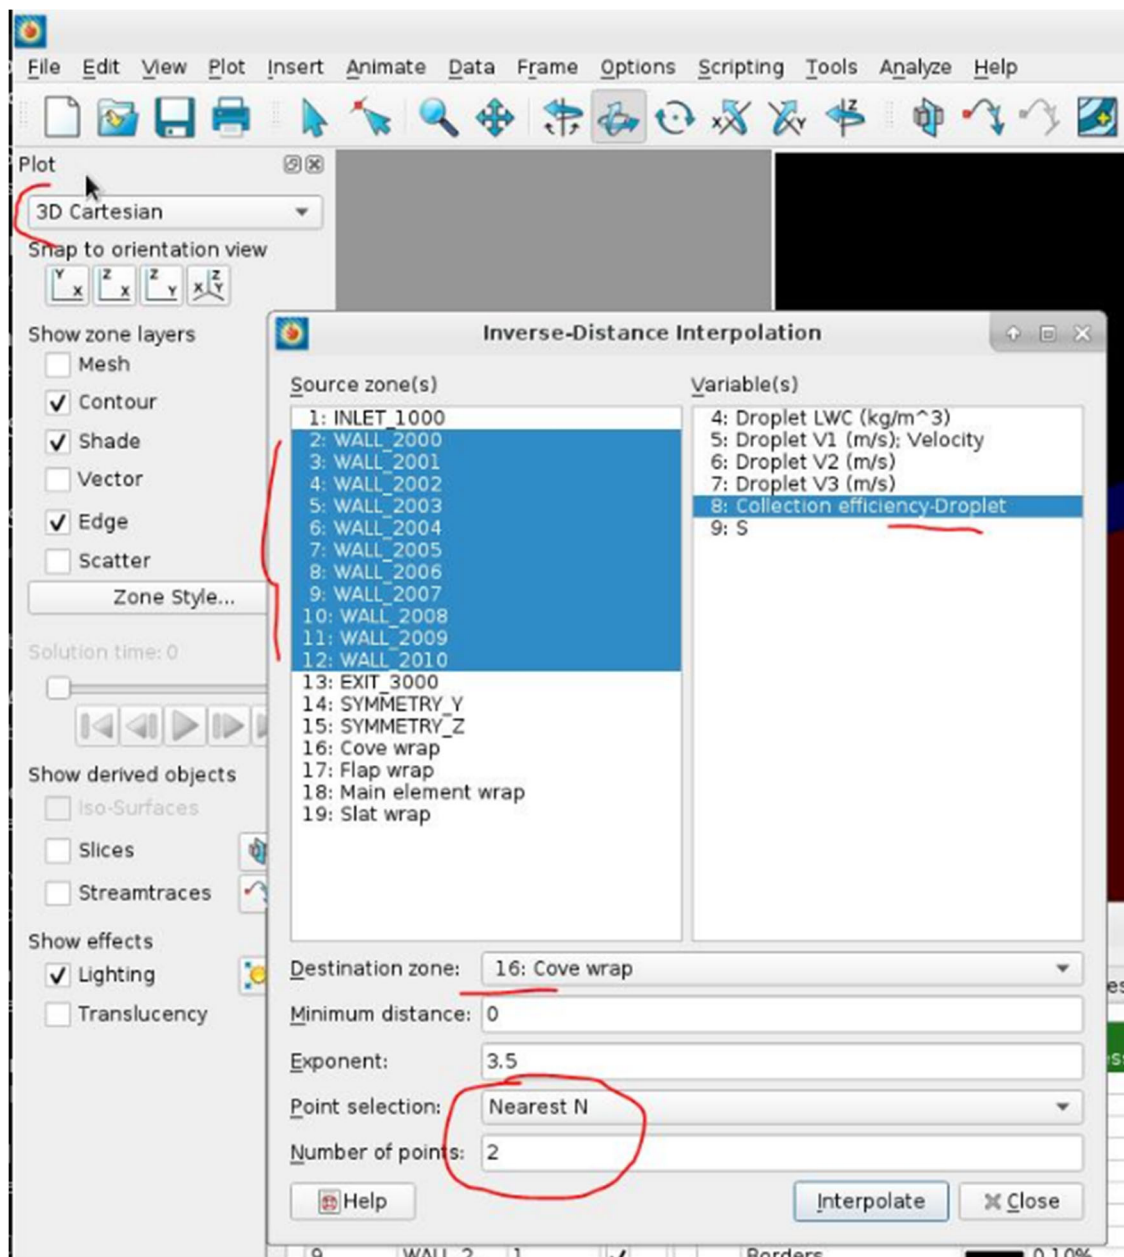 File Edit View Plot Insert Animate Data Frame Options Scripting Tools Analyze Help
Plot
3D Cartesian
Snap to orientation view
Y X Z X Z Y X Z Y
Show zone layers
Mesh
Contour
Shade
Vector
Edge
Scatter
Zone Style...
Solution time: 0
Show derived objects
Iso-Surfaces
Slices
Streamtraces
Show effects
Lighting
Translucency
Inverse-Distance Interpolation
Source zone(s)
1: INLET_1000
2: WALL_2000
3: WALL_2001
4: WALL_2002
5: WALL_2003
6: WALL_2004
7: WALL_2005
8: WALL_2006
9: WALL_2007
10: WALL_2008
11: WALL_2009
12: WALL_2010
13: EXIT_3000
14: SYMMETRY_Y
15: SYMMETRY_Z
16: Cove wrap
17: Flap wrap
18: Main element wrap
19: Slat wrap
Variable(s)
4: Droplet LWC (kg/m^3)
5: Droplet V1 (m/s); Velocity
6: Droplet V2 (m/s)
7: Droplet V3 (m/s)
8: Collection efficiency-Droplet
9: S
Destination zone: 16: Cove wrap
Minimum distance: 0
Exponent: 3.5
Point selection: Nearest N
Number of points: 2
Help Interpolate Close
9 WALL_2 1 Borders 0.10%